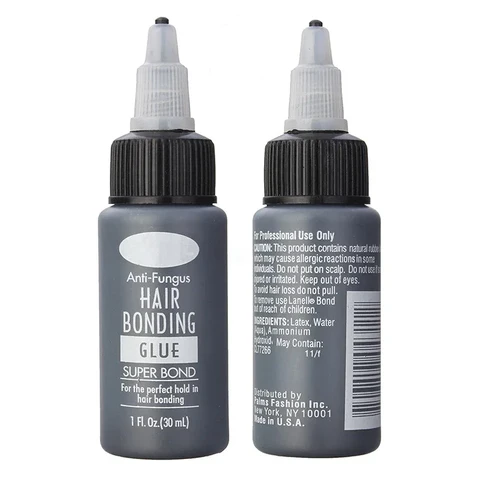 Anti-Fungus
HAIR
BONDING
GLUE
SUPER BOND
For the perfect hold in
hair bonding
1 Fl. Oz. (30 mL)
For Professional Use Only
CAUTION: This product contains natural rubber
which may cause allergic reactions in some
individuals. Do not put on scalp. Do not use if
injured or irritated. Keep out of eyes.
To avoid hair loss do not pull.
To remove use Lanell® Bond
out of reach of children.
INGREDIENTS: Latex, Water
(Aqua), Ammonium
Hydroxid. May Contain:
CL77266 11/f
Distributed by
Palms Fashion Inc.
New York, NY 10001
Made in U.S.A.